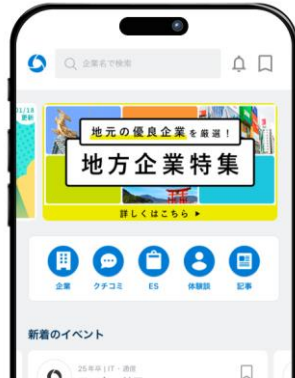 企業名で検索
01/18
更新
地元の優良企業を厳選！
地方企業特集
詳しくはこちら ▶
企業
クチコミ
ES
体験談
記事
新着のイベント
25年卒 | IT・通信